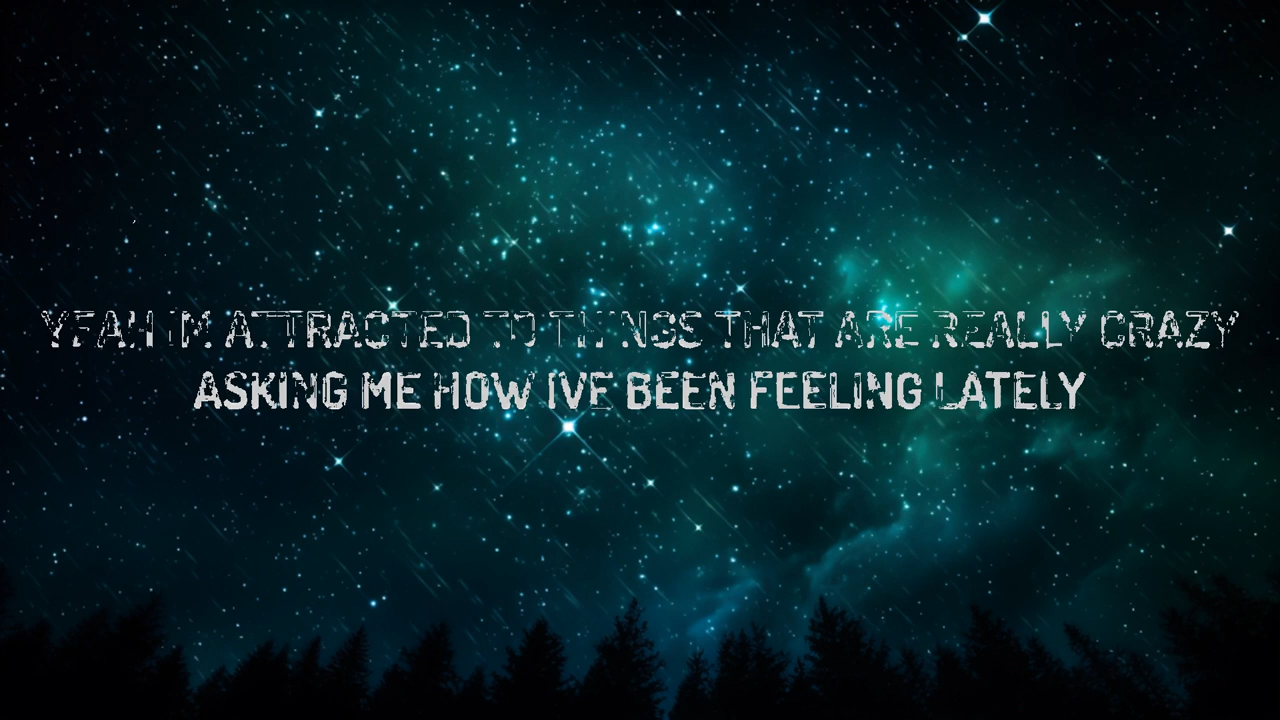 YEAH IM ATTRACTED TO THINGS THAT ARE REALLY CRAZY
ASKING ME HOW IVE BEEN FEELING LATELY